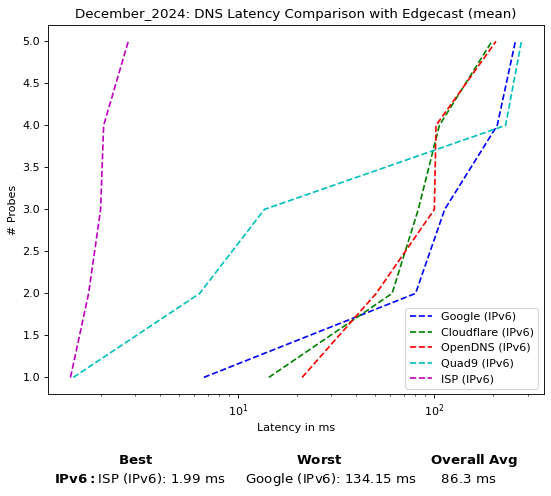 December_2024: DNS Latency Comparison with Edgecast (mean)
# Probes
5.0
4.5
4.0
3.5
3.0
2.5
2.0
1.5
1.0
Google (IPv6)
Cloudflare (IPv6)
OpenDNS (IPv6)
Quad9 (IPv6)
ISP (IPv6)
10¹ 10²
Latency in ms
Best Worst Overall Avg
IPv6: ISP (IPv6): 1.99 ms Google (IPv6): 134.15 ms 86.3 ms